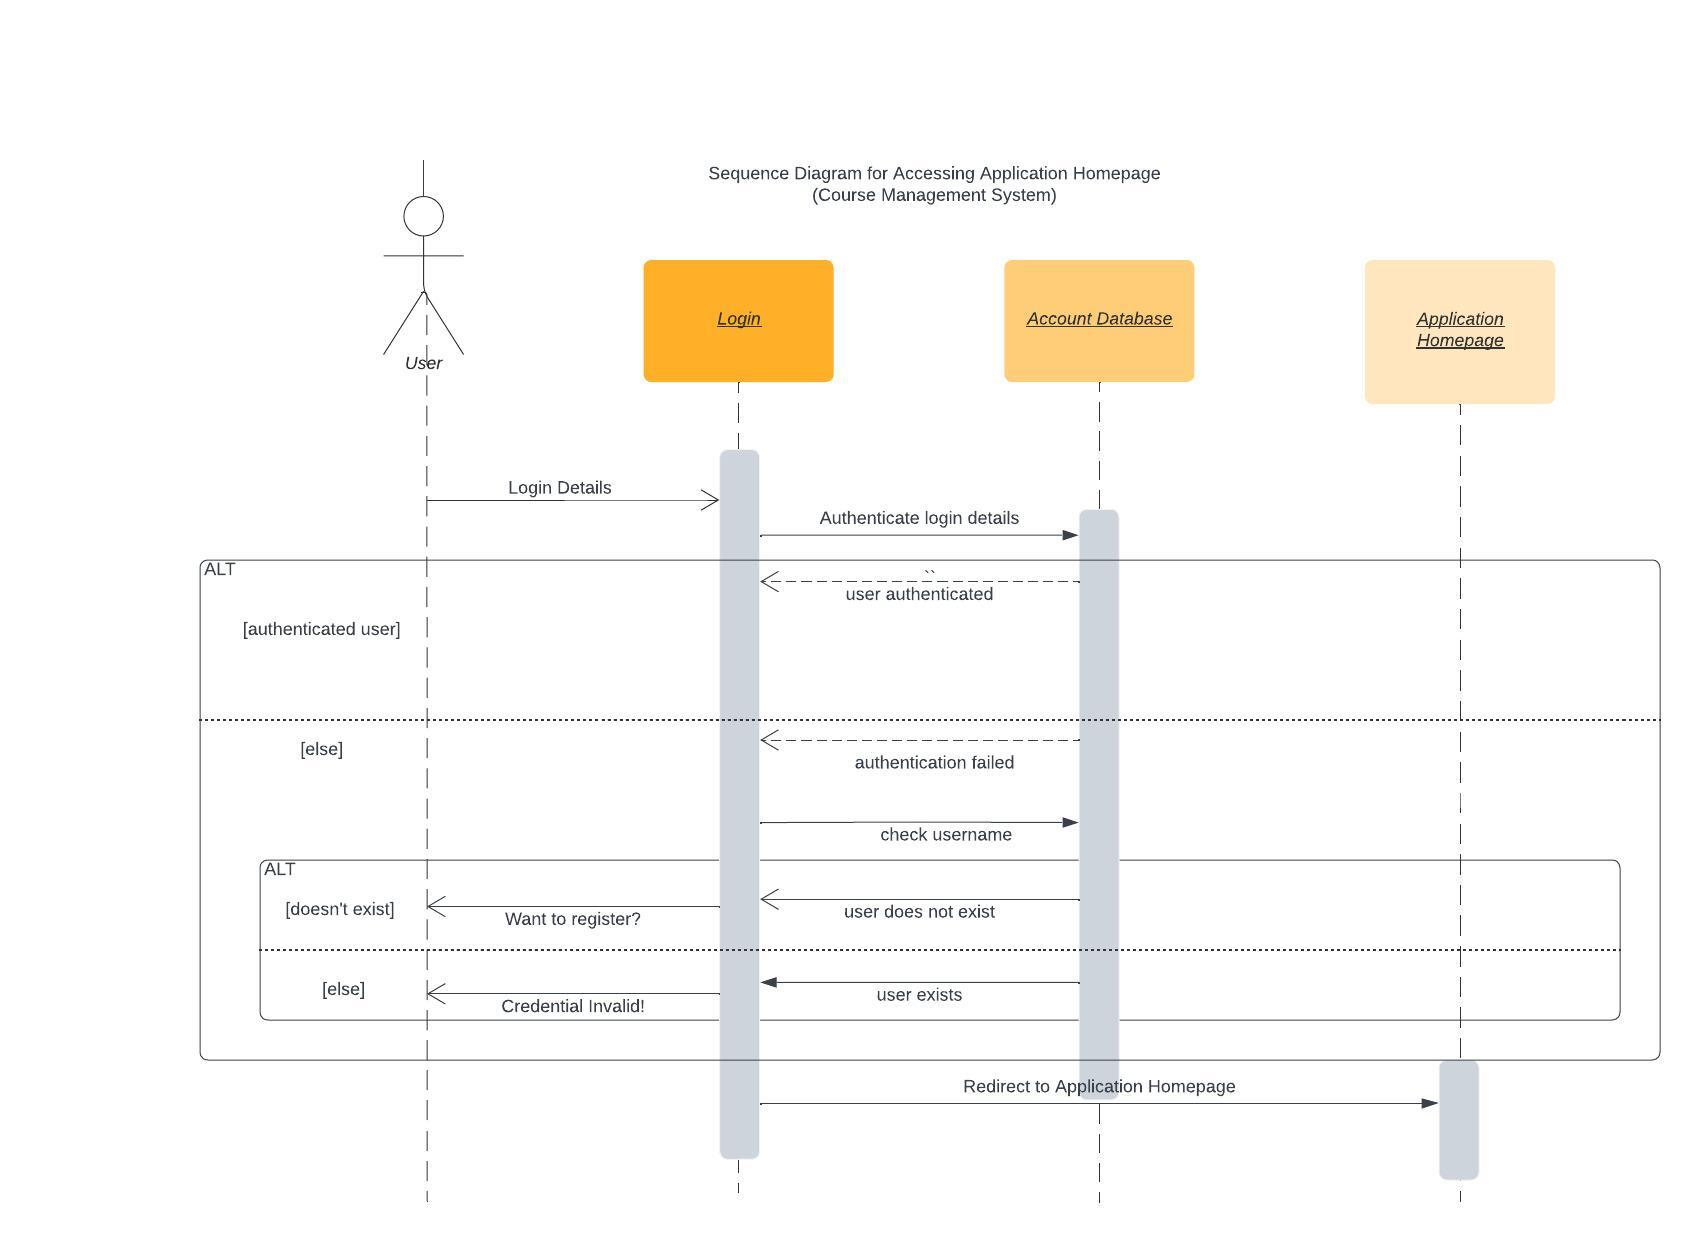 Sequence Diagram for Accessing Application Homepage
(Course Management System)
User
Login
Account Database
Application
Homepage
Login Details
Authenticate login details
ALT
``
user authenticated
[authenticated user]
[else]
authentication failed
check username
ALT
[doesn't exist]
Want to register?
user does not exist
[else]
Credential Invalid!
user exists
Redirect to Application Homepage